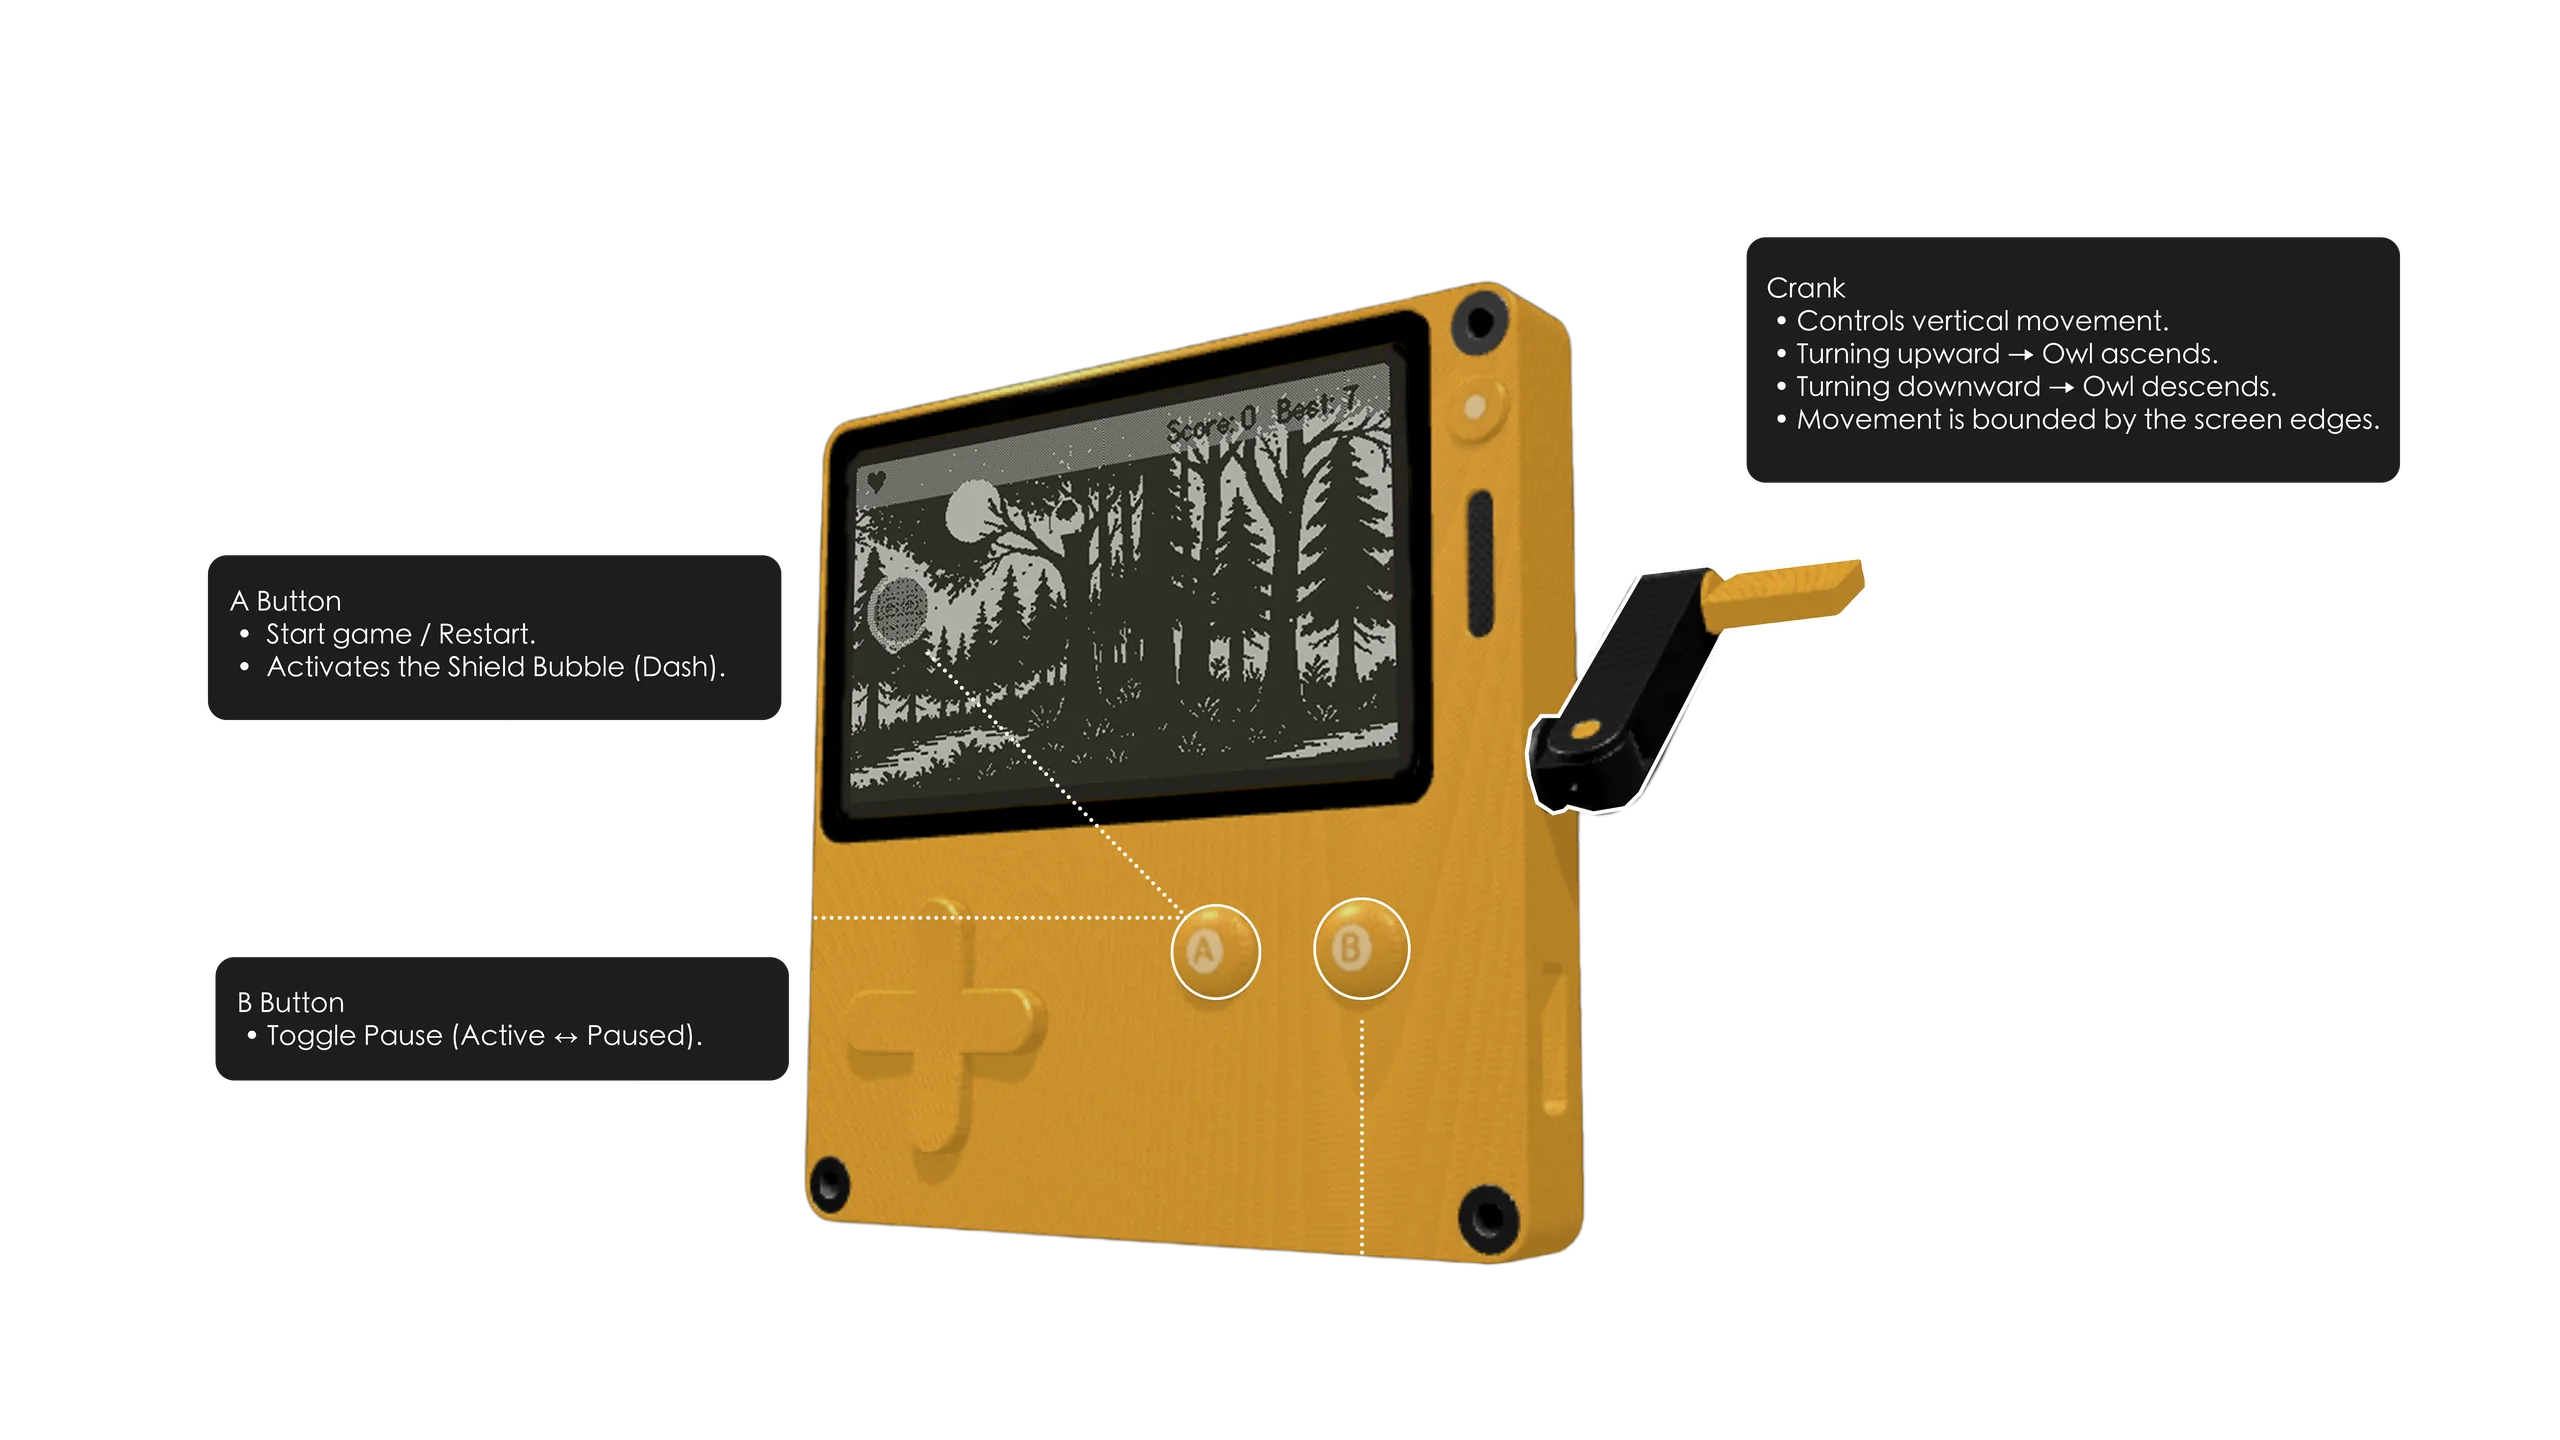 Crank
• Controls vertical movement.
• Turning upward → Owl ascends.
• Turning downward → Owl descends.
• Movement is bounded by the screen edges.
Score: 0 Best: 7
A Button
• Start game / Restart.
• Activates the Shield Bubble (Dash).
A
B
B Button
• Toggle Pause (Active ↔ Paused).